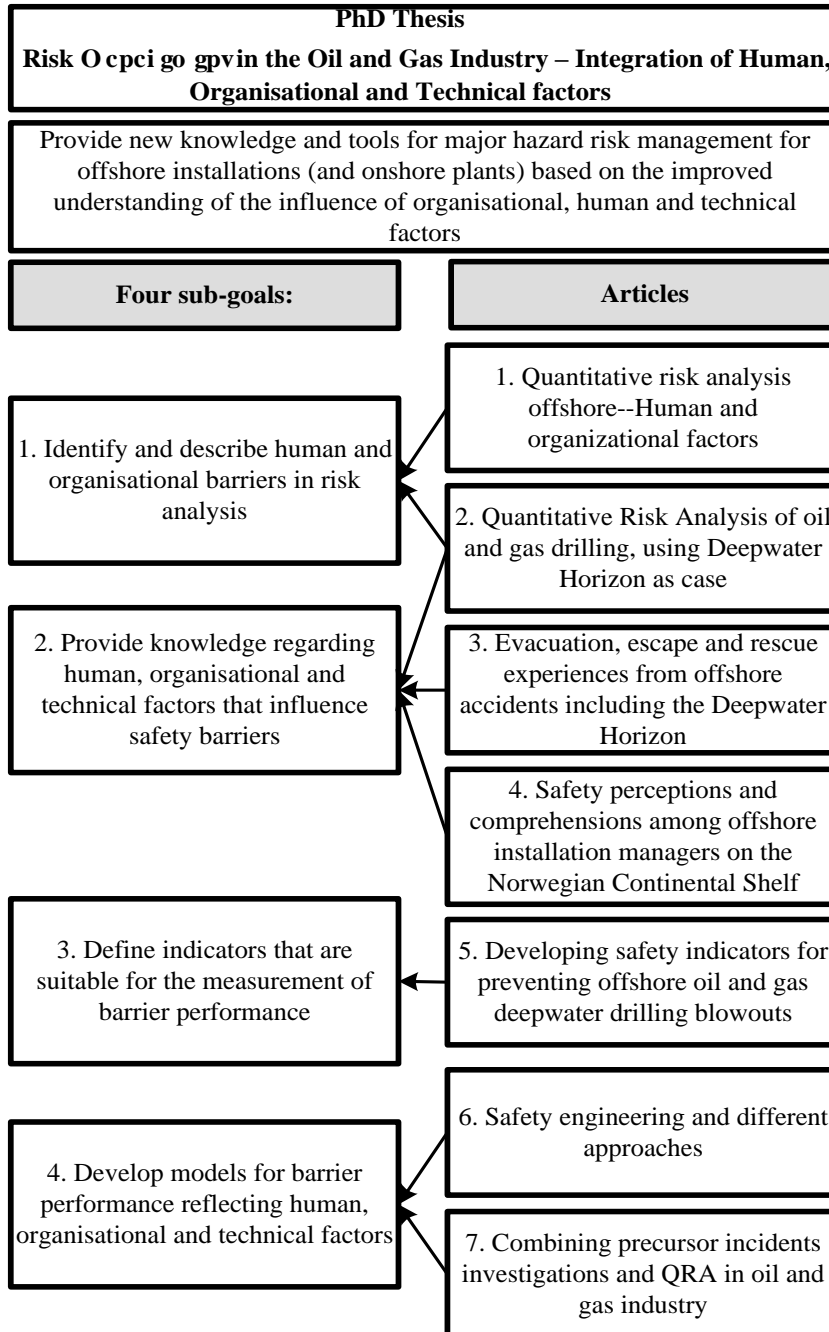 PhD Thesis
Risk O cpci go gpvin the Oil and Gas Industry – Integration of Human,
Organisational and Technical factors
Provide new knowledge and tools for major hazard risk management for
offshore installations (and onshore plants) based on the improved
understanding of the influence of organisational, human and technical
factors
Four sub-goals:
1. Identify and describe human and
organisational barriers in risk
analysis
2. Provide knowledge regarding
human, organisational and
technical factors that influence
safety barriers
3. Define indicators that are
suitable for the measurement of
barrier performance
4. Develop models for barrier
performance reflecting human,
organisational and technical factors
Articles
1. Quantitative risk analysis
offshore--Human and
organizational factors
2. Quantitative Risk Analysis of oil
and gas drilling, using Deepwater
Horizon as case
3. Evacuation, escape and rescue
experiences from offshore
accidents including the Deepwater
Horizon
4. Safety perceptions and
comprehensions among offshore
installation managers on the
Norwegian Continental Shelf
5. Developing safety indicators for
preventing offshore oil and gas
deepwater drilling blowouts
6. Safety engineering and different
approaches
7. Combining precursor incidents
investigations and QRA in oil and
gas industry